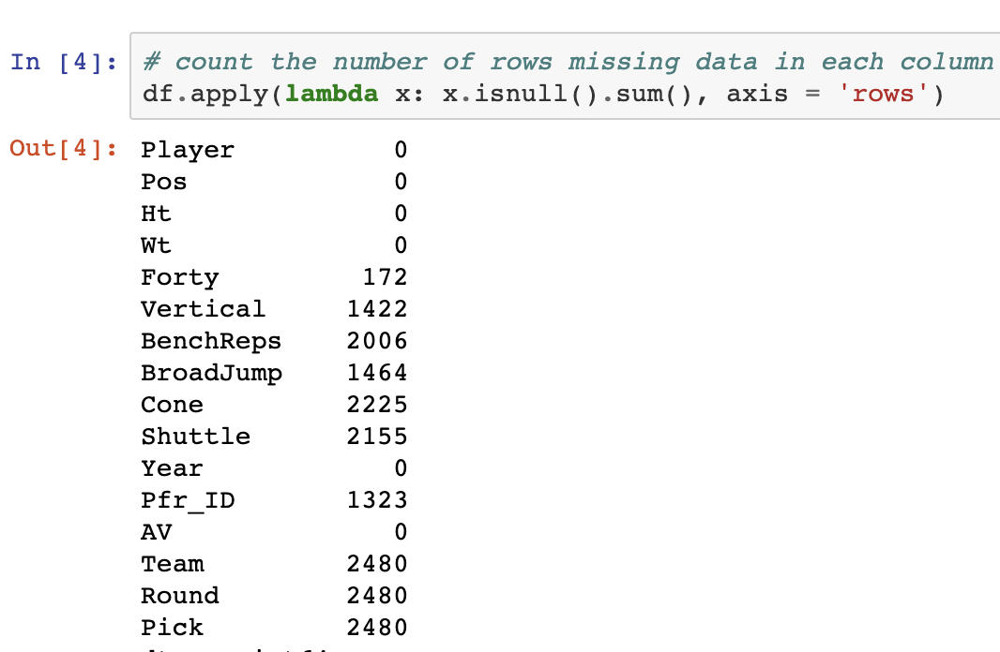 In [4]: # count the number of rows missing data in each column
df.apply(lambda x: x.isnull().sum(), axis = 'rows')
Out[4]: Player 0
Pos 0
Ht 0
Wt 0
Forty 172
Vertical 1422
BenchReps 2006
BroadJump 1464
Cone 2225
Shuttle 2155
Year 0
Pfr_ID 1323
AV 0
Team 2480
Round 2480
Pick 2480